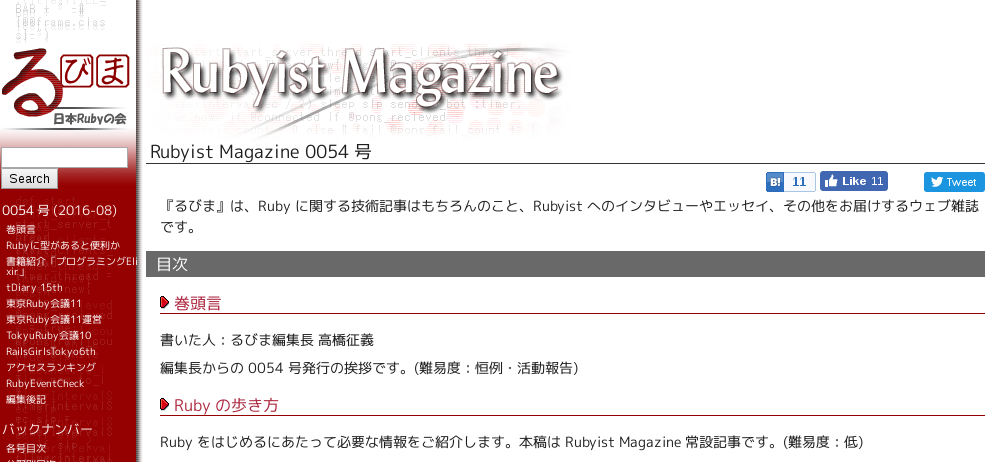 るびま
日本Rubyの会
Search
0054 号 (2016-08)
巻頭言
Rubyに型があると便利か
書籍紹介「プログラミングEli
xir」
tDiary 15th
東京Ruby会議11
東京Ruby会議11運営
TokyuRuby会議10
RailsGirlsTokyo6th
アクセスランキング
RubyEventCheck
編集後記
バックナンバー
各号目次
Rubyist Magazine
Rubyist Magazine 0054 号
B! 11
Like 11
Tweet
『るびま』は、Ruby に関する技術記事はもちろんのこと、Rubyist へのインタビューやエッセイ、その他をお届けするウェブ雑誌
です。
目次
巻頭言
書いた人：るびま編集長 高橋征義
編集長からの 0054 号発行の挨拶です。(難易度：恒例・活動報告)
Ruby の歩き方
Ruby をはじめるにあたって必要な情報をご紹介します。本稿は Rubyist Magazine 常設記事です。(難易度：低)